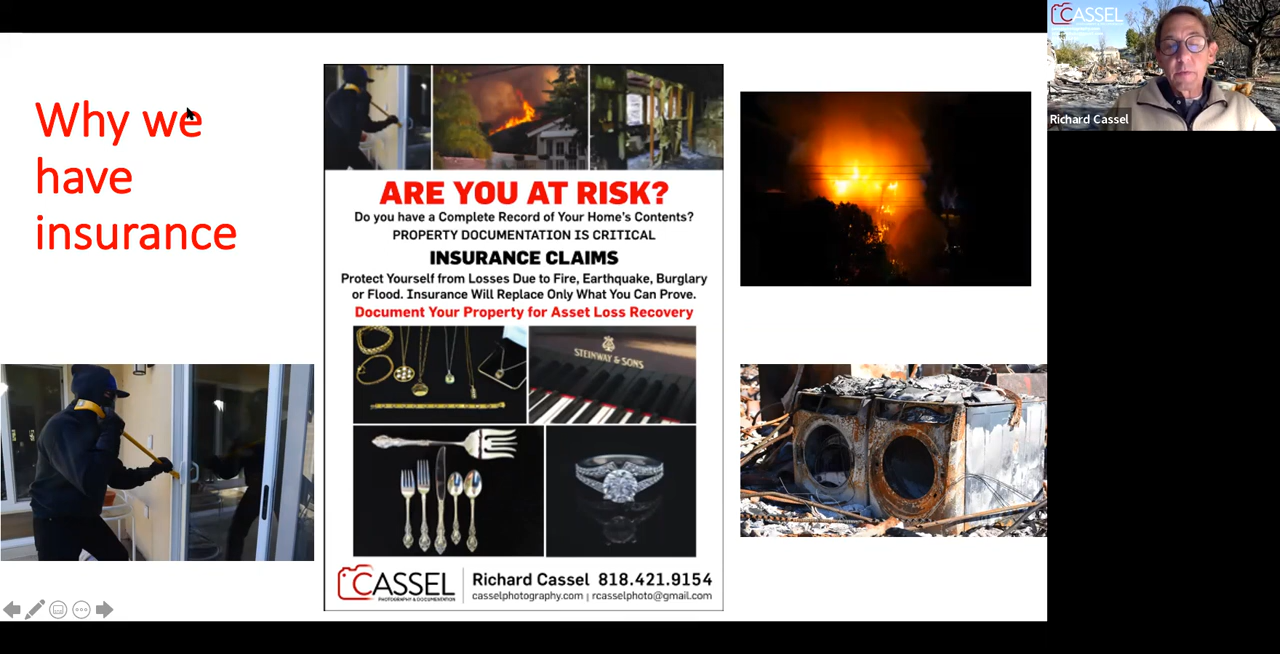 Why we
have
insurance
ARE YOU AT RISK?
Do you have a Complete Record of Your Home's Contents?
PROPERTY DOCUMENTATION IS CRITICAL
INSURANCE CLAIMS
Protect Yourself from Losses Due to Fire, Earthquake, Burglary
or Flood. Insurance Will Replace Only What You Can Prove.
Document Your Property for Asset Loss Recovery
STEINWAY & SONS
CASSEL
PHOTOGRAPHY & DOCUMENTATION
Richard Cassel 818.421.9154
casselphotography.com | rcasselphoto@gmail.com
CASSEL
Richard Cassel